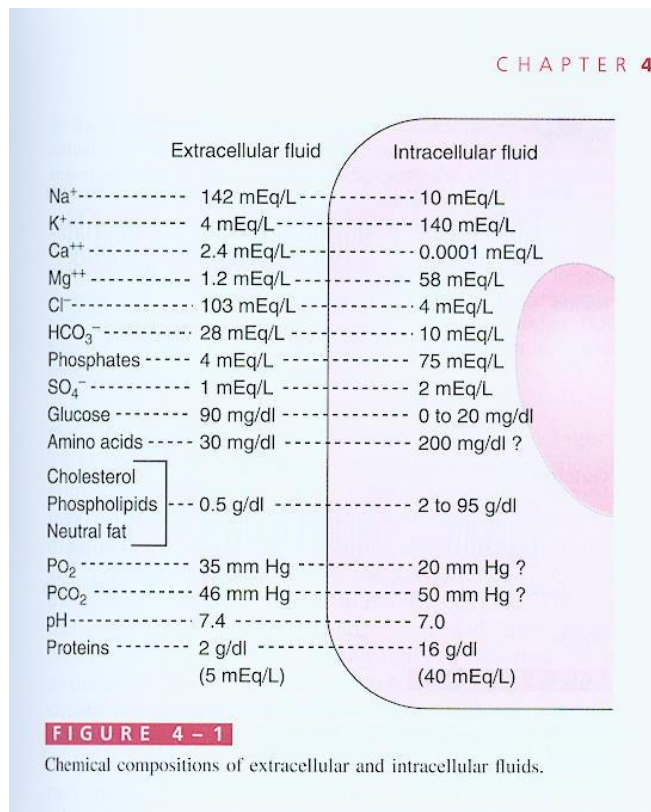 CHAPTER 4
Extracellular fluid Intracellular fluid
Na⁺ 142 mEq/L 10 mEq/L
K⁺ 4 mEq/L 140 mEq/L
Ca⁺⁺ 2.4 mEq/L 0.0001 mEq/L
Mg⁺⁺ 1.2 mEq/L 58 mEq/L
Cl⁻ 103 mEq/L 4 mEq/L
HCO₃⁻ 28 mEq/L 10 mEq/L
Phosphates 4 mEq/L 75 mEq/L
SO₄⁻ 1 mEq/L 2 mEq/L
Glucose 90 mg/dl 0 to 20 mg/dl
Amino acids 30 mg/dl 200 mg/dl ?
Cholesterol
Phospholipids 0.5 g/dl 2 to 95 g/dl
Neutral fat
PO₂ 35 mm Hg 20 mm Hg ?
PCO₂ 46 mm Hg 50 mm Hg ?
pH 7.4 7.0
Proteins 2 g/dl 16 g/dl
(5 mEq/L) (40 mEq/L)
FIGURE 4–1
Chemical compositions of extracellular and intracellular fluids.